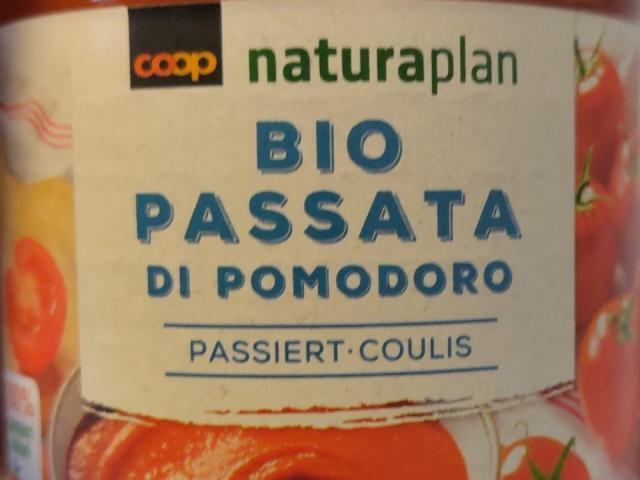 coop naturaplan
BIO
PASSATA
DI POMODORO
PASSIERT·COULIS